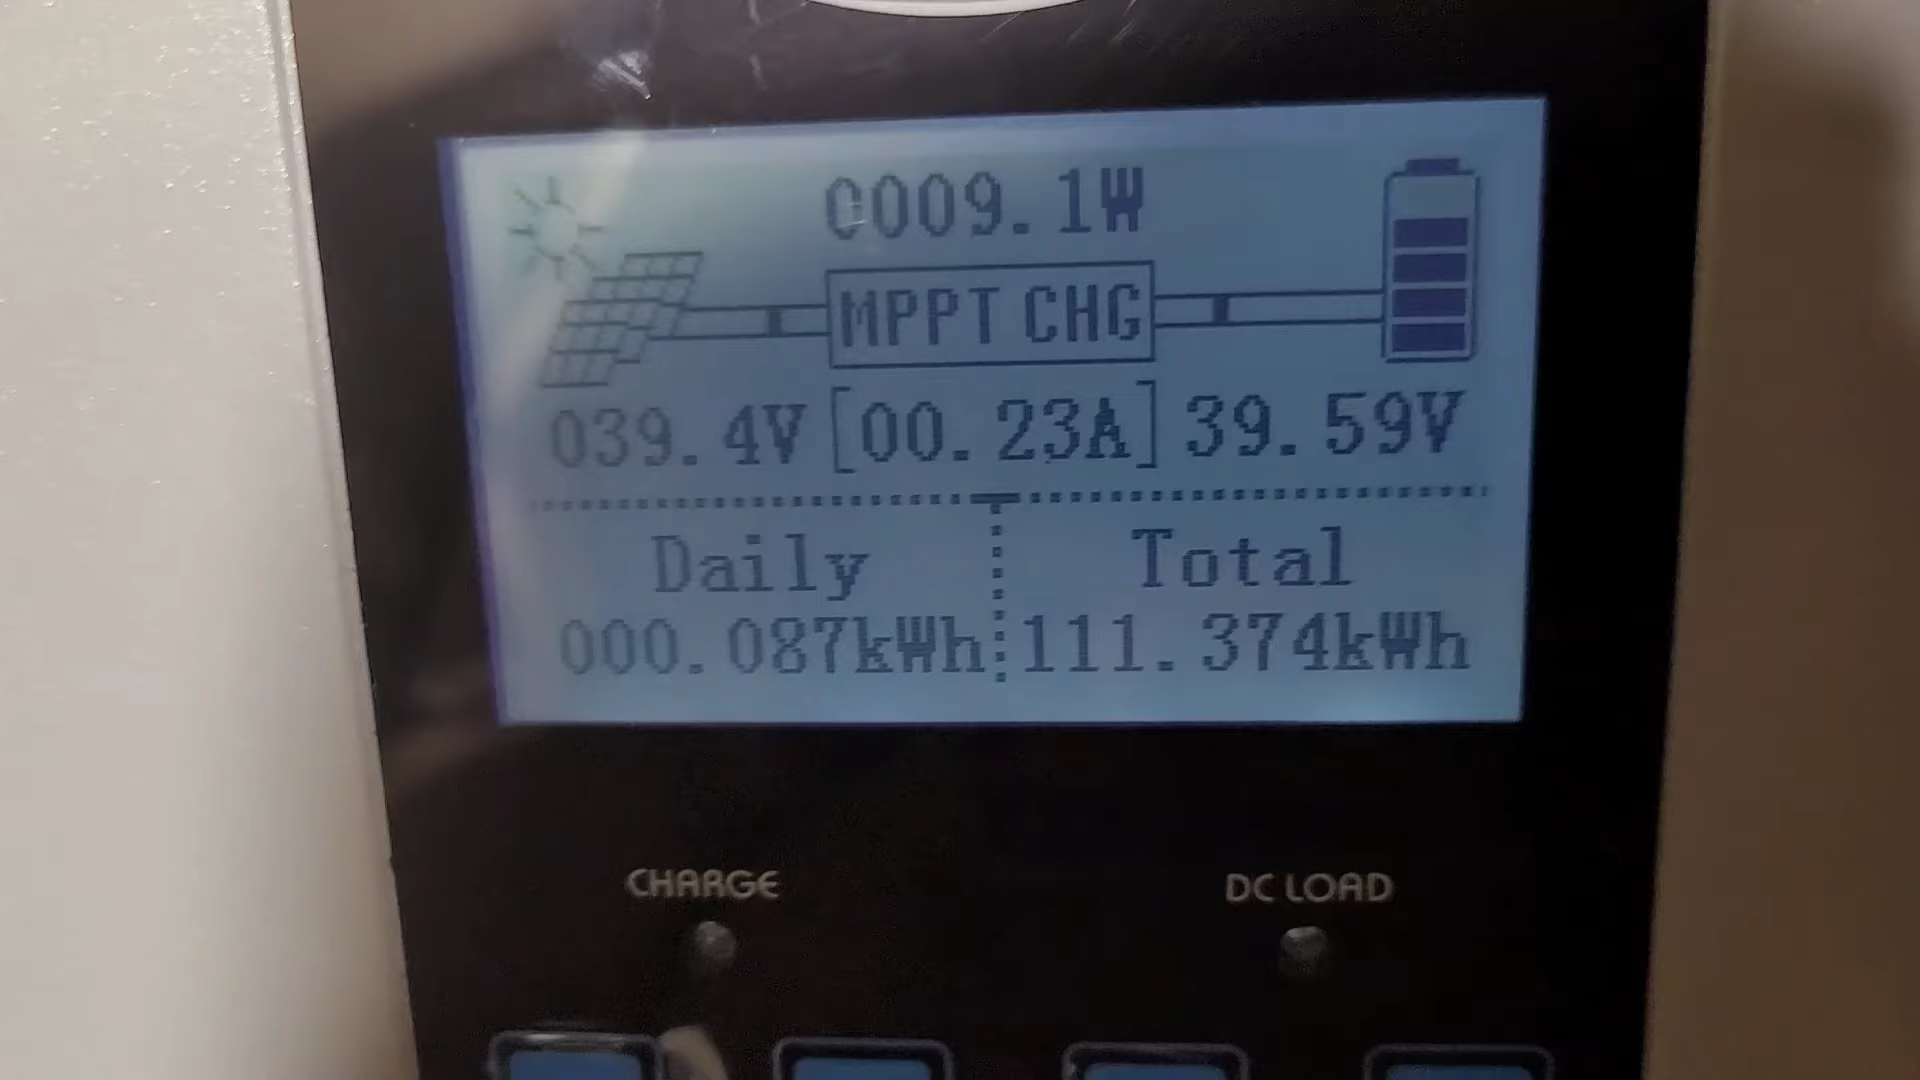 0009.1W
MPPT CHG
039.4V [00.23A] 39.59V
Daily Total
000.087kWh 111.374kWh
CHARGE DC LOAD